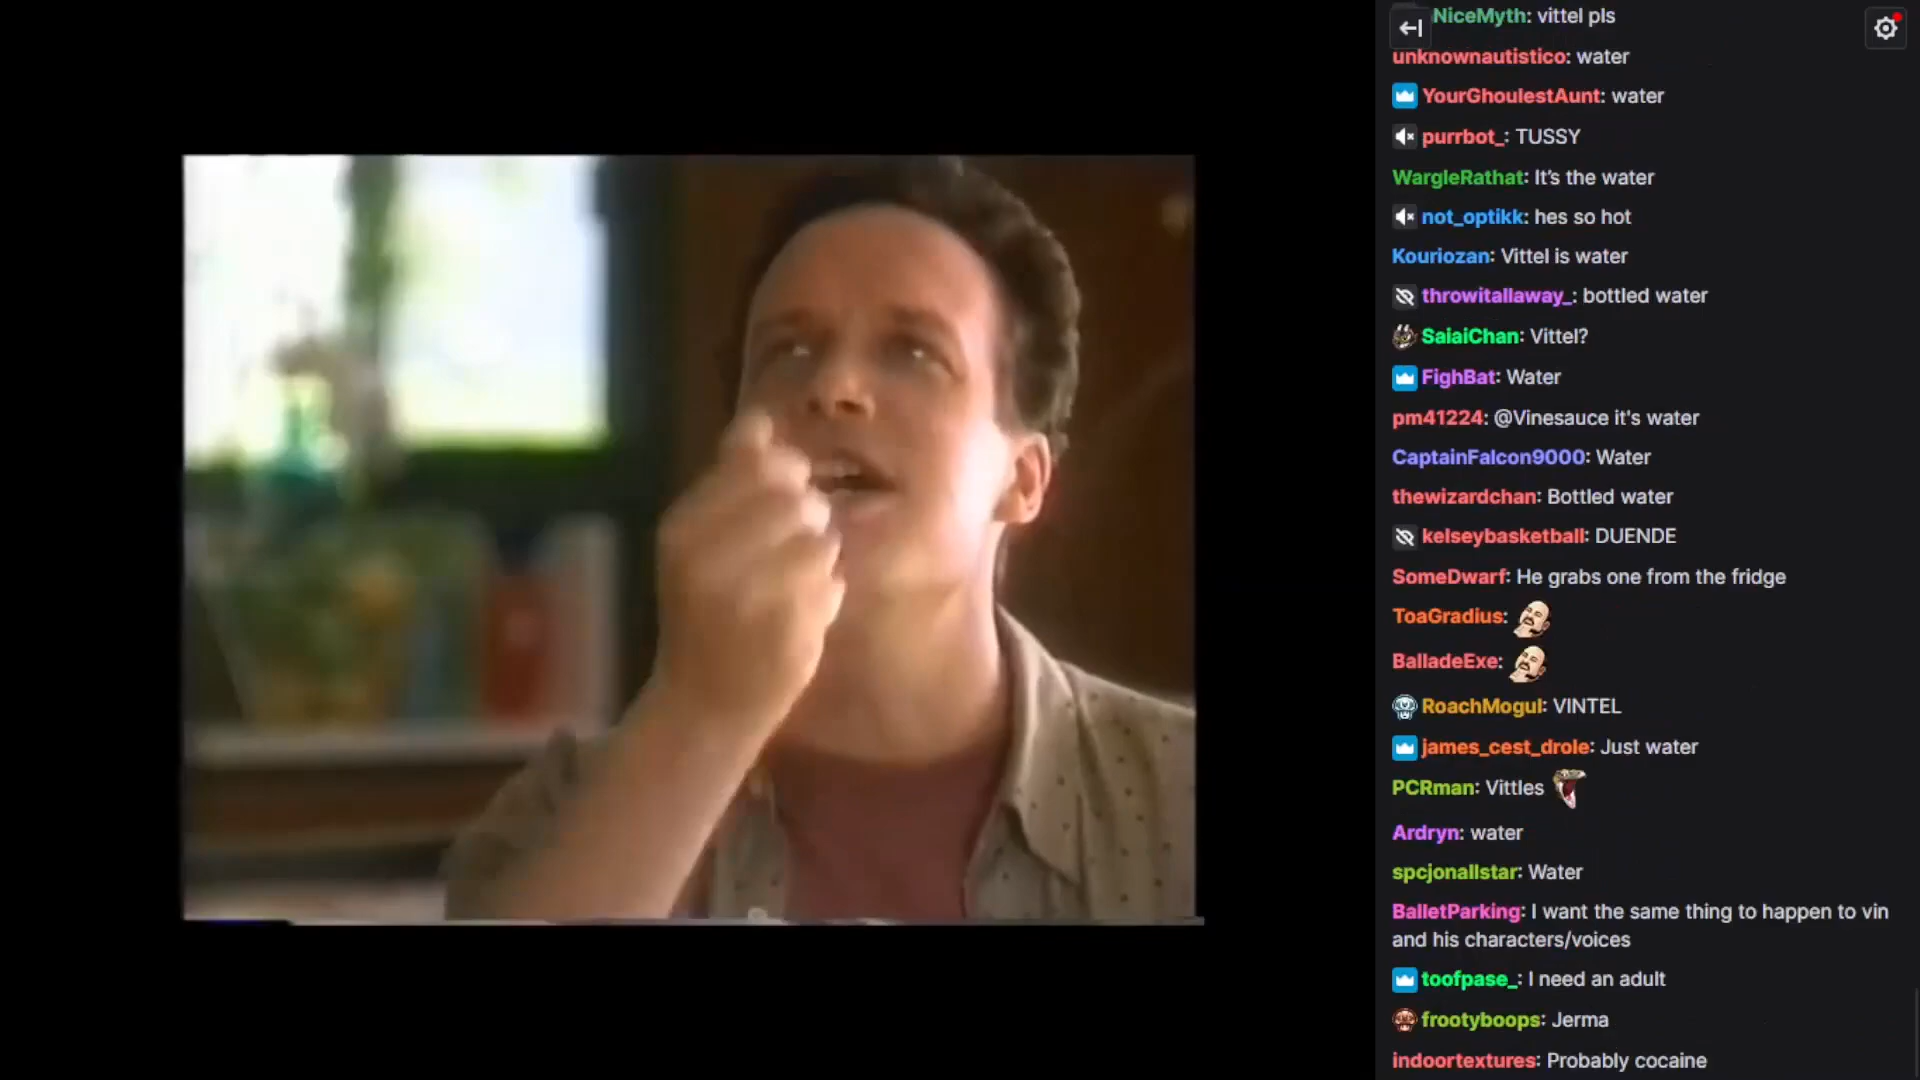 NiceMyth: vittel pls
unknownautistico: water
YourGhoulestAunt: water
purrbot_: TUSSY
WargleRathat: It's the water
not_optikk: hes so hot
Kouriozan: Vittel is water
throwitallaway_: bottled water
SaiaiChan: Vittel?
FighBat: Water
pm41224: @Vinesauce it's water
CaptainFalcon9000: Water
thewizardchan: Bottled water
kelseybasketball: DUENDE
SomeDwarf: He grabs one from the fridge
ToaGradius:
BalladeExe:
RoachMogul: VINTEL
james_cest_drole: Just water
PCRman: Vittles
Ardryn: water
spcjonallstar: Water
BalletParking: I want the same thing to happen to vin
and his characters/voices
toofpase_: I need an adult
frootyboops: Jerma
indoortextures: Probably cocaine